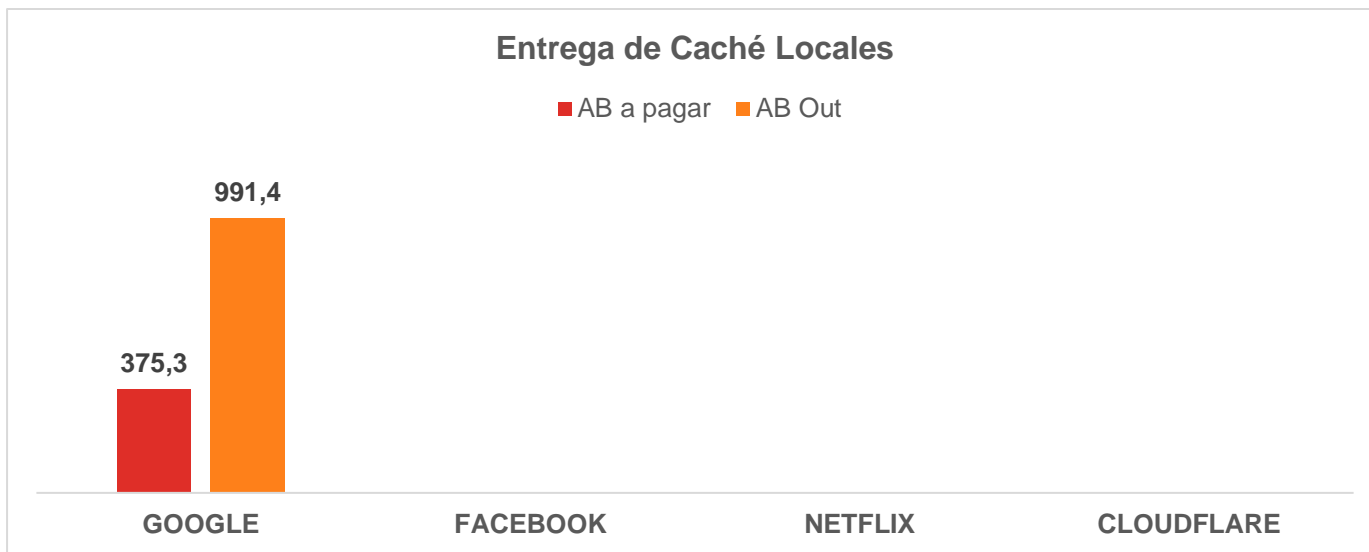 Entrega de Caché Locales
AB a pagar AB Out
991,4
375,3
GOOGLE FACEBOOK NETFLIX CLOUDFLARE